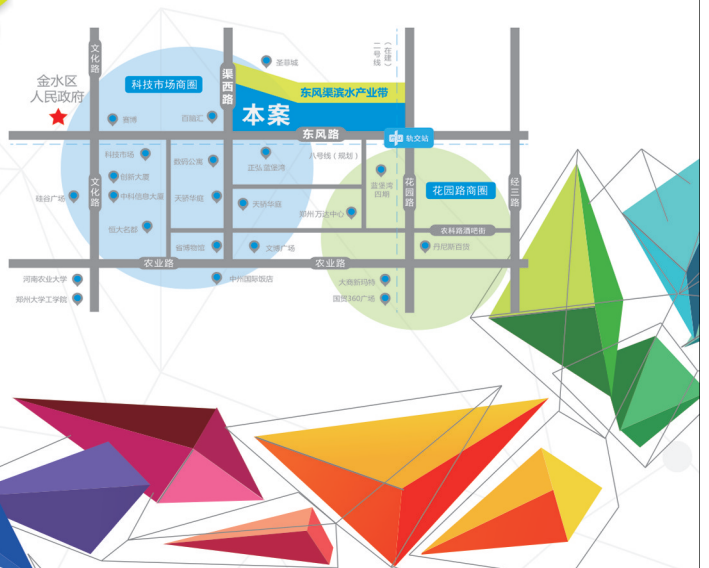 文化路
渠西路
圣菲城
二号线
（在建）
金水区
人民政府
科技市场商圈
东风渠滨水产业带
赛博
百脑汇
本案
东风路
轨交站
科技市场
数码公寓
正弘蓝堡湾
八号线（规划）
创新大厦
蓝堡湾
四期
花园路商圈
硅谷广场
文化路
中科信息大厦
天骄华庭
天骄华庭
花园路
经三路
郑州万达中心
恒大名都
农科路酒吧街
省博物馆
文博广场
丹尼斯百货
农业路
农业路
河南农业大学
中州国际饭店
大商新玛特
郑州大学工学院
国贸360广场